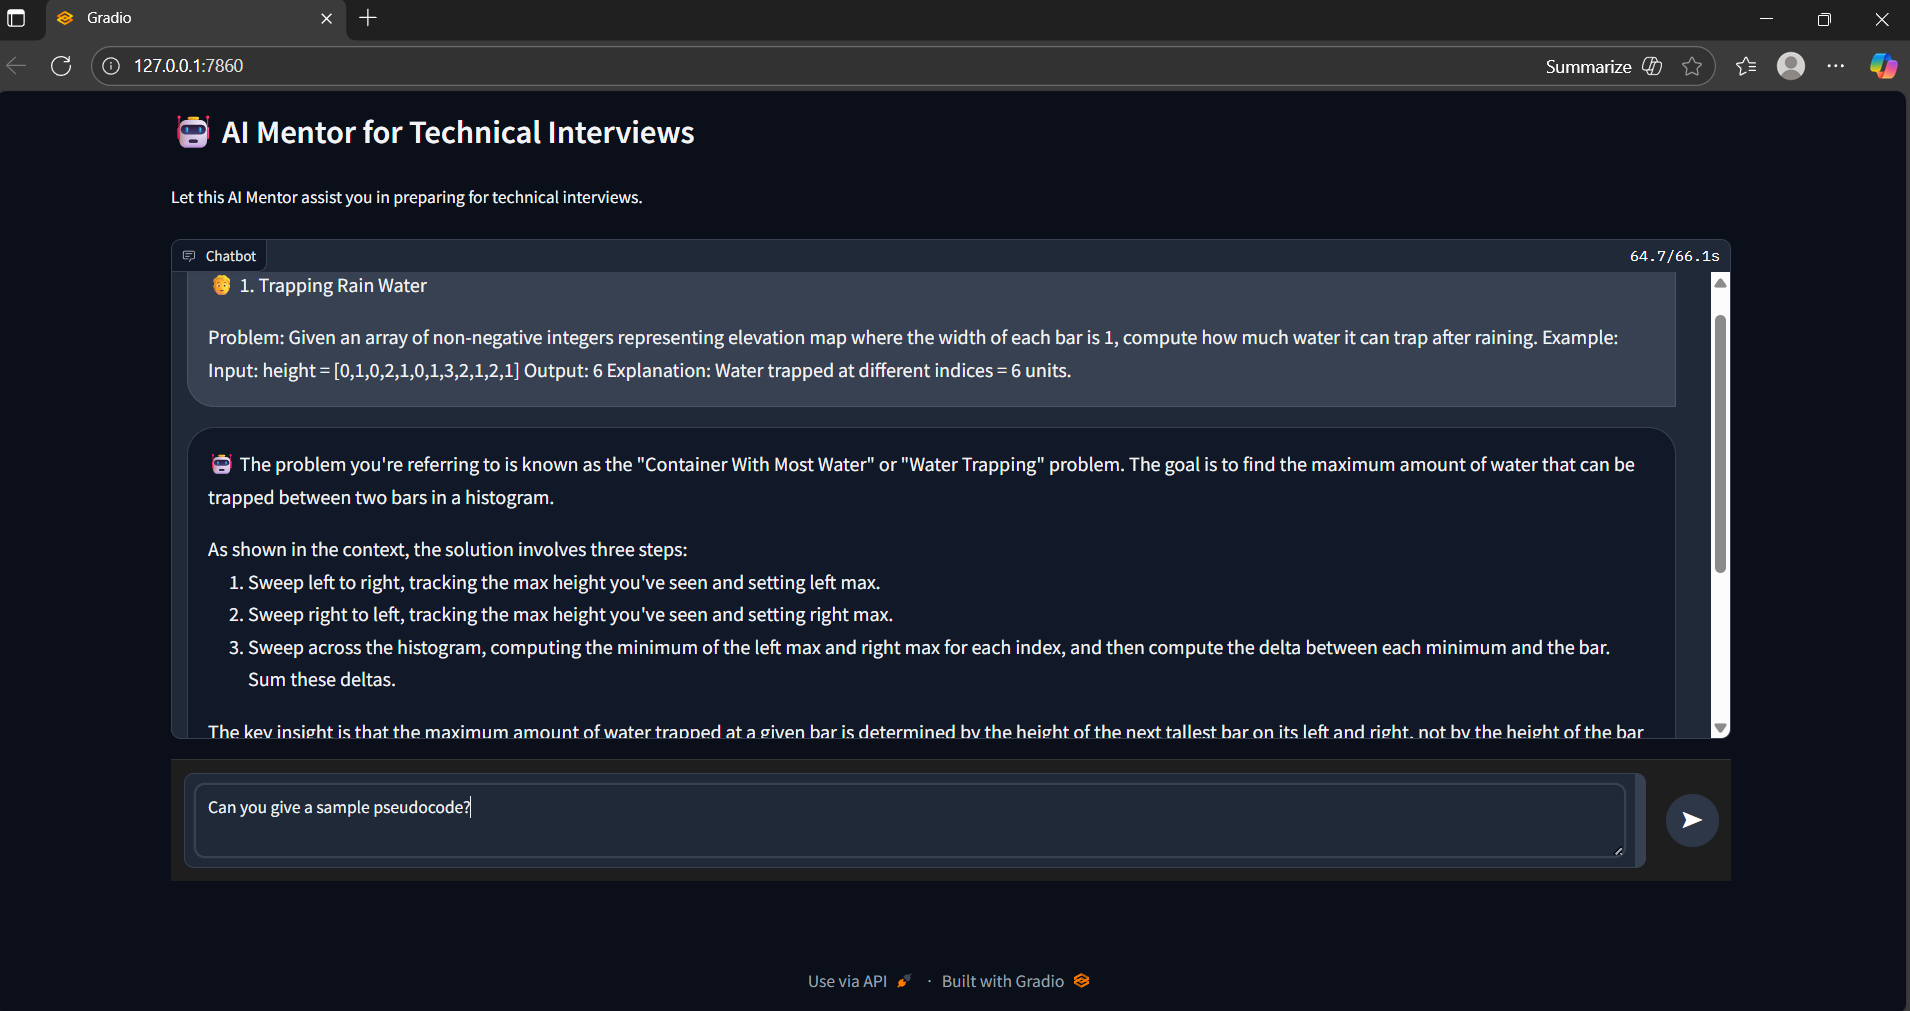 Gradio
127.0.0.1:7860
Summarize
AI Mentor for Technical Interviews
Let this AI Mentor assist you in preparing for technical interviews.
Chatbot
64.7/66.1s
1. Trapping Rain Water
Problem: Given an array of non-negative integers representing elevation map where the width of each bar is 1, compute how much water it can trap after raining. Example:
Input: height = [0,1,0,2,1,0,1,3,2,1,2,1] Output: 6 Explanation: Water trapped at different indices = 6 units.
The problem you're referring to is known as the "Container With Most Water" or "Water Trapping" problem. The goal is to find the maximum amount of water that can be
trapped between two bars in a histogram.
As shown in the context, the solution involves three steps:
1. Sweep left to right, tracking the max height you've seen and setting left max.
2. Sweep right to left, tracking the max height you've seen and setting right max.
3. Sweep across the histogram, computing the minimum of the left max and right max for each index, and then compute the delta between each minimum and the bar.
Sum these deltas.
The key insight is that the maximum amount of water trapped at a given bar is determined by the height of the next tallest bar on its left and right, not by the height of the bar
Can you give a sample pseudocode?
Use via API · Built with Gradio